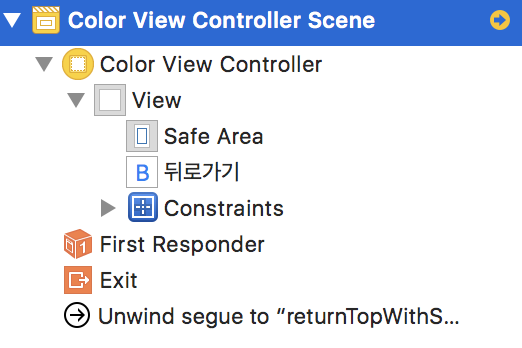 Color View Controller Scene
Color View Controller
View
Safe Area
B 뒤로가기
Constraints
First Responder
Exit
Unwind segue to “returnTopWithS...